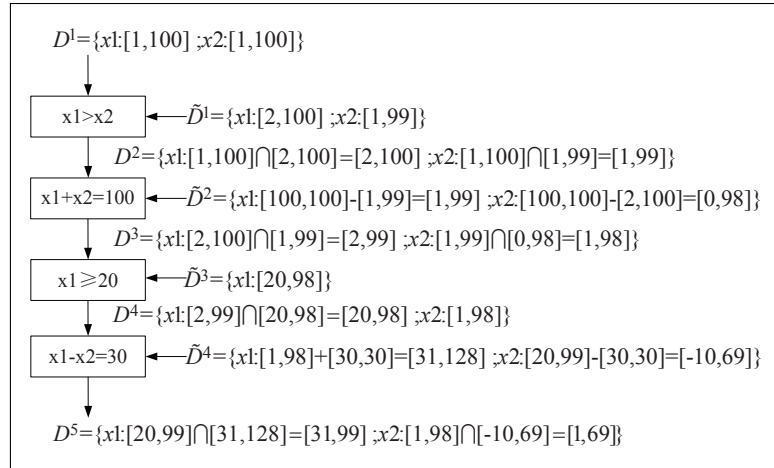 D¹={x1:[1,100] ;x2:[1,100]}
x1>x2
D̃¹={x1:[2,100] ;x2:[1,99]}
D²={x1:[1,100]⋂[2,100]=[2,100] ;x2:[1,100]⋂[1,99]=[1,99]}
x1+x2=100
D̃²={x1:[100,100]-[1,99]=[1,99] ;x2:[100,100]-[2,100]=[0,98]}
D³={x1:[2,100]⋂[1,99]=[2,99] ;x2:[1,99]⋂[0,98]=[1,98]}
x1≥20
D̃³={x1:[20,98]}
D⁴={x1:[2,99]⋂[20,98]=[20,98] ;x2:[1,98]}
x1-x2=30
D̃⁴={x1:[1,98]+[30,30]=[31,128] ;x2:[20,99]-[30,30]=[-10,69]}
D⁵={x1:[20,99]⋂[31,128]=[31,99] ;x2:[1,98]⋂[-10,69]=[1,69]}